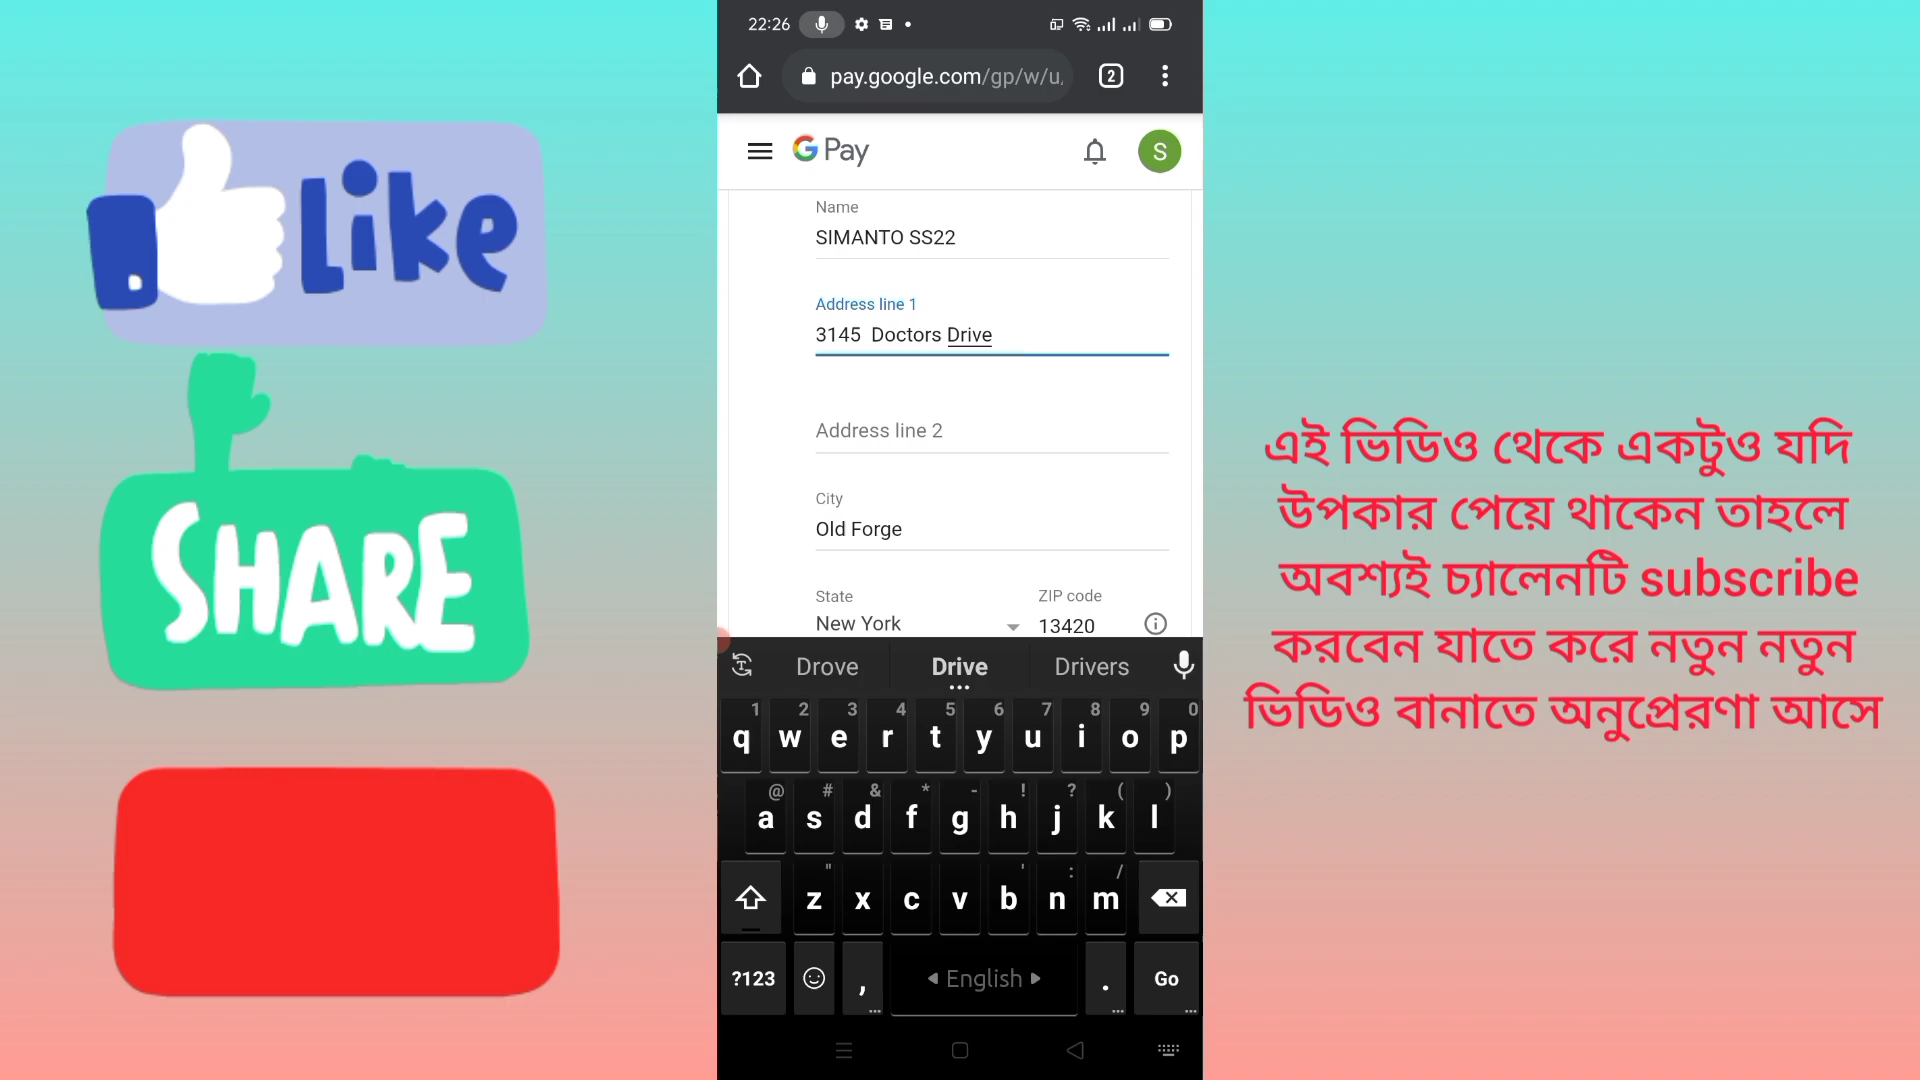 Like
SHARE
22:26
pay.google.com/gp/w/u,
2
G Pay
S
Name
SIMANTO SS22
Address line 1
3145 Doctors Drive
Address line 2
City
Old Forge
State
ZIP code
New York
13420
Drove
Drive
Drivers
1 2 3 4 5 6 7 8 9 0
q w e r t y u i o p
@ # & * - ! ? ( )
a s d f g h j k l
" ' : /
z x c v b n m
?123 , English . Go
এই ভিডিও থেকে একটুও যদি
উপকার পেয়ে থাকেন তাহলে
অবশ্যই চ্যালেনটি subscribe
করবেন যাতে করে নতুন নতুন
ভিডিও বানাতে অনুপ্রেরণা আসে